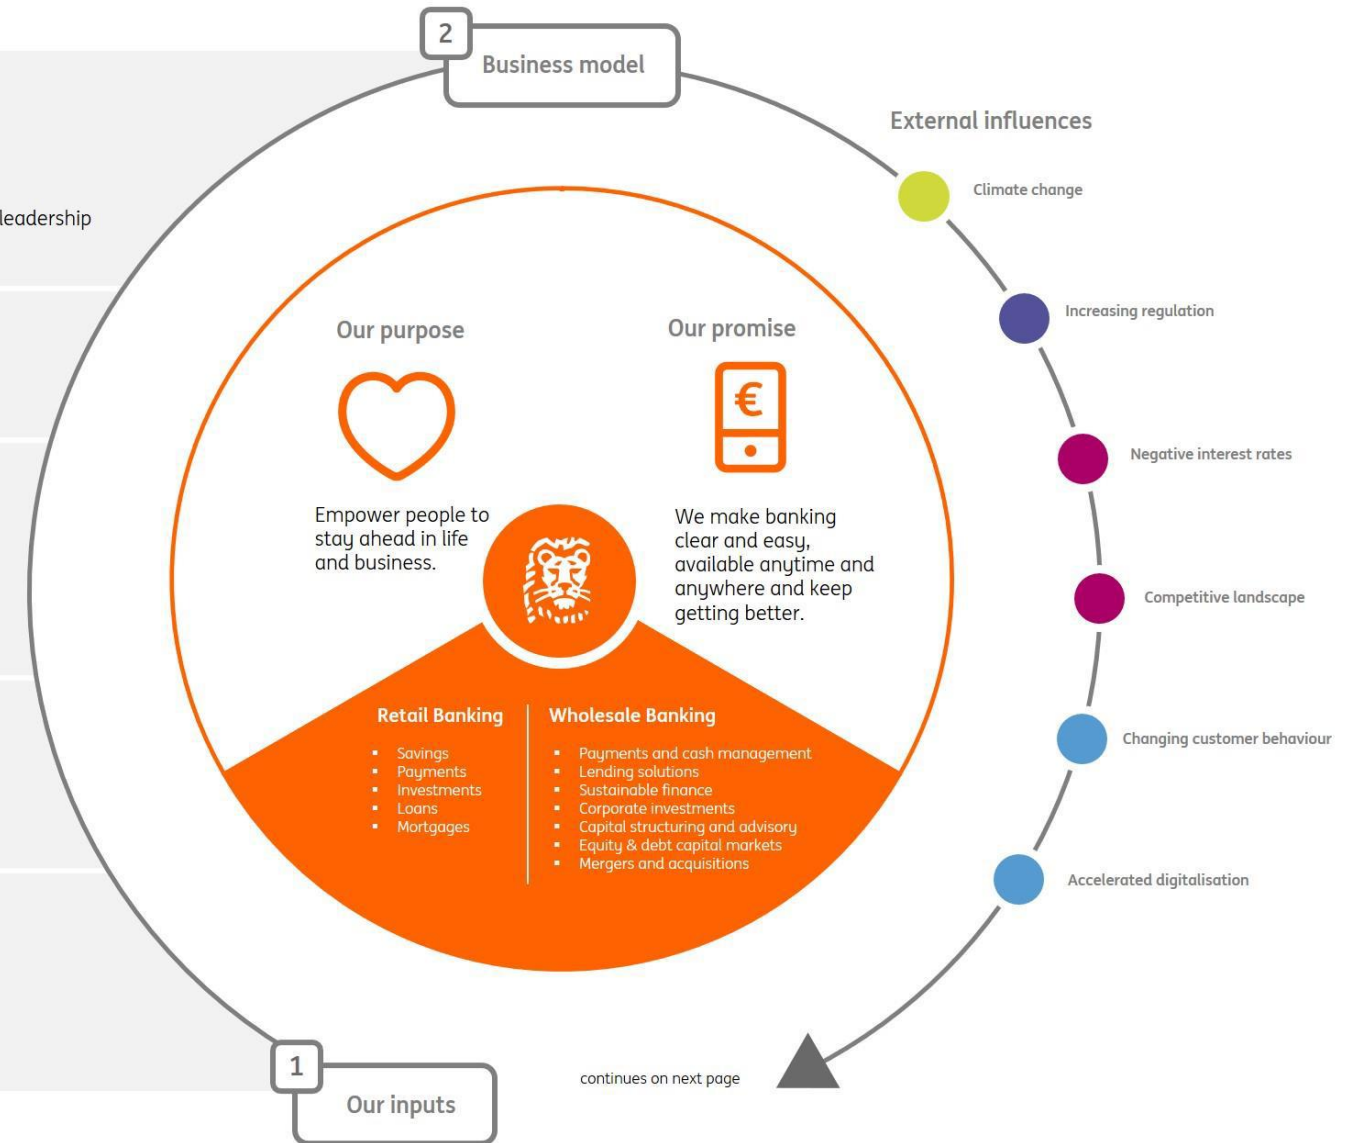 2
Business model
External influences
Climate change
leadership
Increasing regulation
Our purpose
Our promise
€
Negative interest rates
Empower people to
stay ahead in life
and business.
We make banking
clear and easy,
available anytime and
anywhere and keep
getting better.
Competitive landscape
Retail Banking
▪ Savings
▪ Payments
▪ Investments
▪ Loans
▪ Mortgages
Wholesale Banking
▪ Payments and cash management
▪ Lending solutions
▪ Sustainable finance
▪ Corporate investments
▪ Capital structuring and advisory
▪ Equity & debt capital markets
▪ Mergers and acquisitions
Changing customer behaviour
Accelerated digitalisation
1
Our inputs
continues on next page